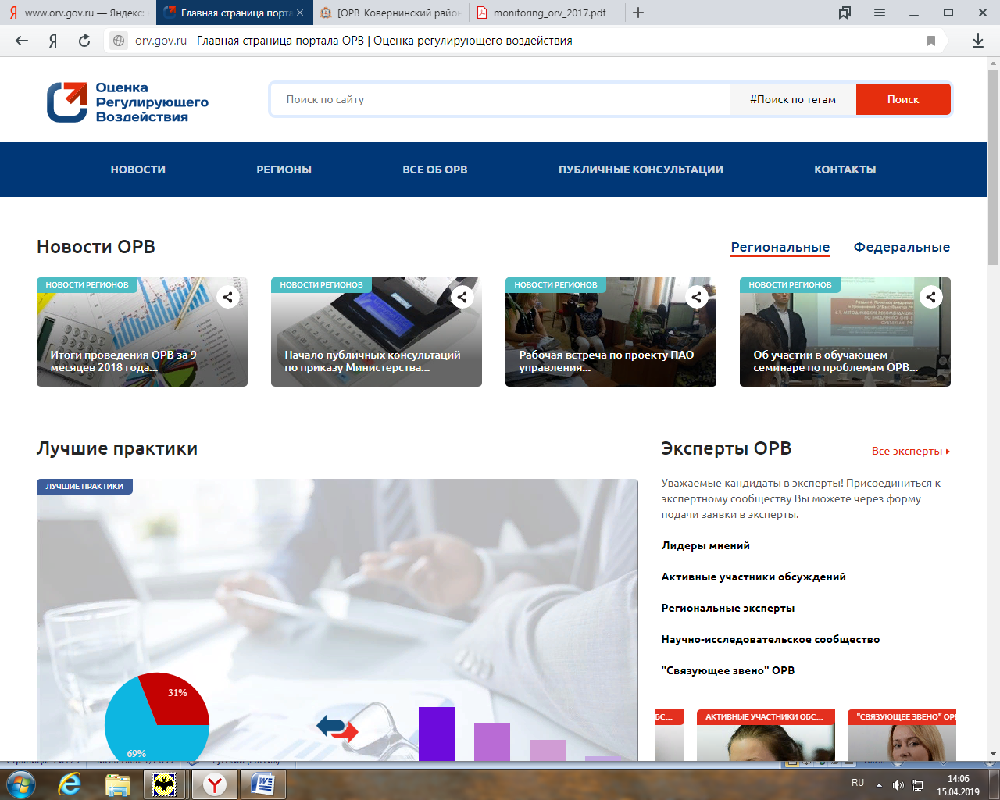 www.orv.gov.ru — Яндекс:
Главная страница порта
[ОРВ-Ковернинский район
monitoring_orv_2017.pdf
orv.gov.ru
Главная страница портала ОРВ | Оценка регулирующего воздействия
Оценка
Регулирующего
Воздействия
Поиск по сайту
#Поиск по тегам
Поиск
НОВОСТИ
РЕГИОНЫ
ВСЕ ОБ ОРВ
ПУБЛИЧНЫЕ КОНСУЛЬТАЦИИ
КОНТАКТЫ
Новости ОРВ
Региональные
Федеральные
НОВОСТИ РЕГИОНОВ
Итоги проведения ОРВ за 9
месяцев 2018 года...
НОВОСТИ РЕГИОНОВ
Начало публичных консультаций
по приказу Министерства...
НОВОСТИ РЕГИОНОВ
Рабочая встреча по проекту ПАО
управления...
НОВОСТИ РЕГИОНОВ
Об участии в обучающем
семинаре по проблемам ОРВ...
Лучшие практики
ЛУЧШИЕ ПРАКТИКИ
31%
69%
Эксперты ОРВ
Все эксперты
Уважаемые кандидаты в эксперты! Присоединиться к
экспертному сообществу Вы можете через форму
подачи заявки в эксперты.
Лидеры мнений
Активные участники обсуждений
Региональные эксперты
Научно-исследовательское сообщество
"Связующее звено" ОРВ
БС...
АКТИВНЫЕ УЧАСТНИКИ ОБС...
"СВЯЗУЮЩЕЕ ЗВЕНО" ОРВ
RU
14:06
15.04.2019